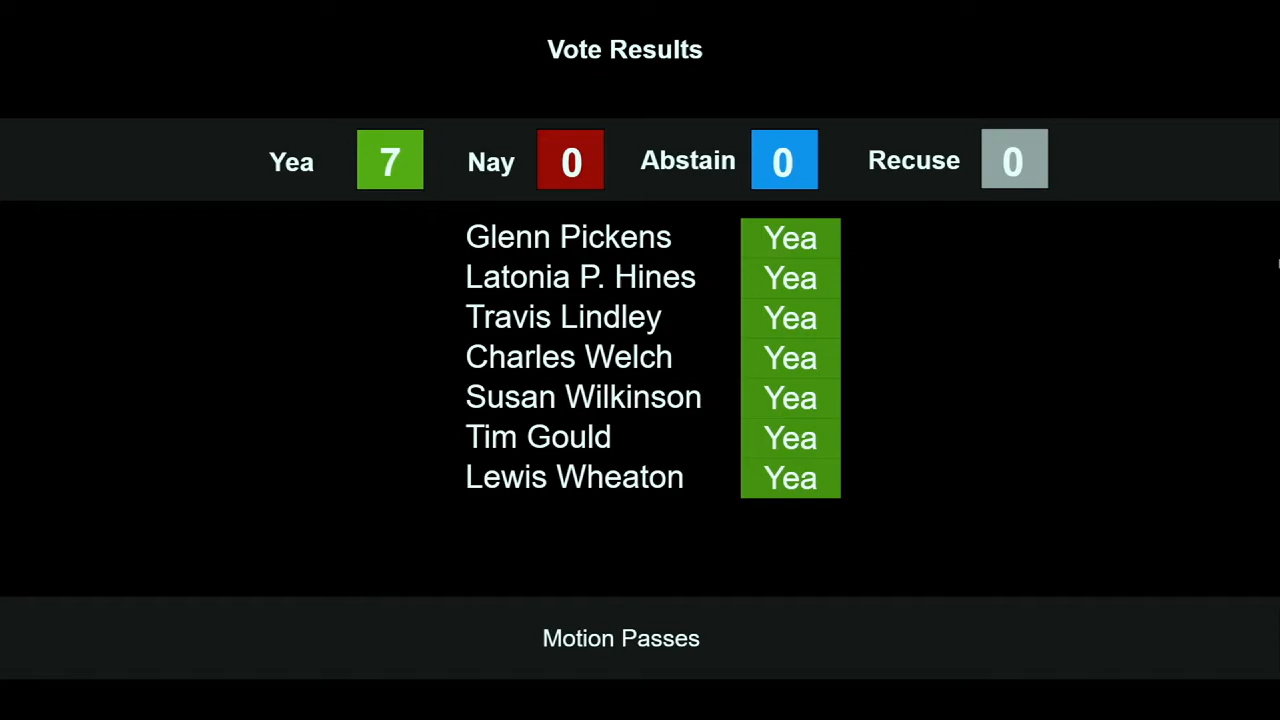 Vote Results
Yea 7 Nay 0 Abstain 0 Recuse 0
Glenn Pickens Yea
Latonia P. Hines Yea
Travis Lindley Yea
Charles Welch Yea
Susan Wilkinson Yea
Tim Gould Yea
Lewis Wheaton Yea
Motion Passes